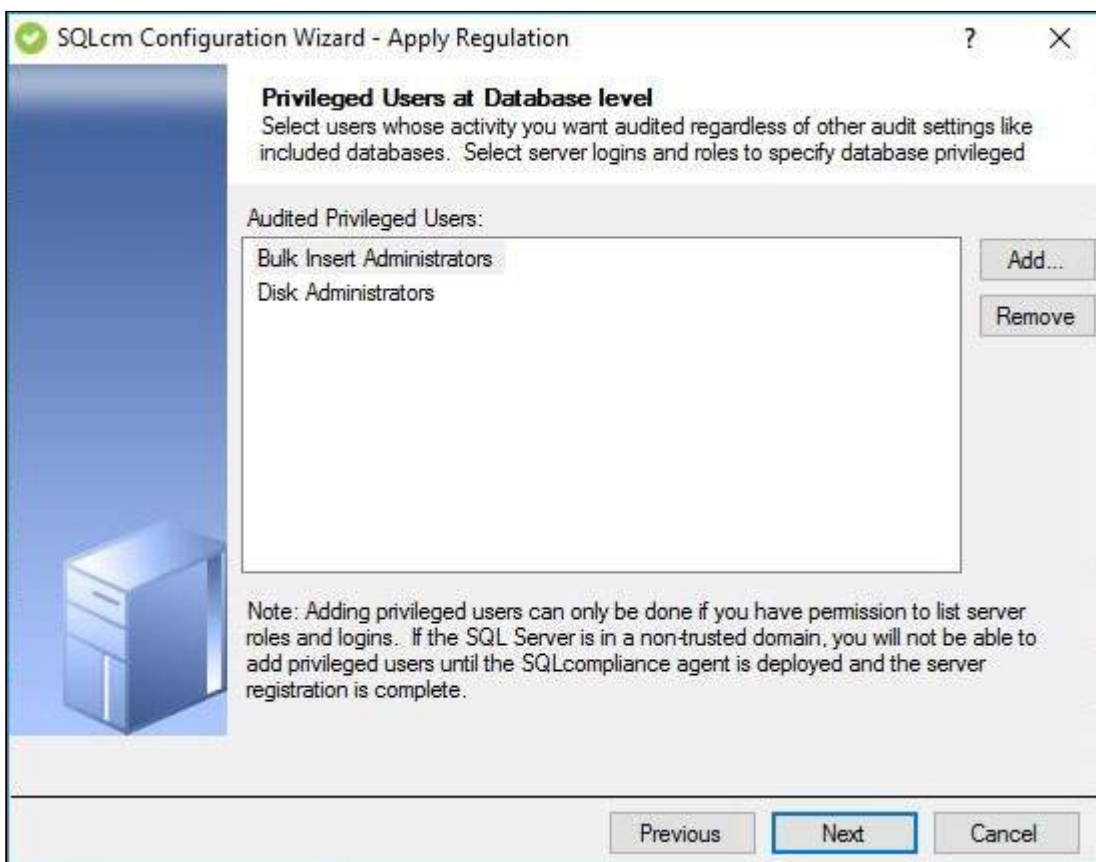 SQLcm Configuration Wizard - Apply Regulation
?
Privileged Users at Database level
Select users whose activity you want audited regardless of other audit settings like
included databases. Select server logins and roles to specify database privileged
Audited Privileged Users:
Bulk Insert Administrators
Disk Administrators
Add...
Remove
Note: Adding privileged users can only be done if you have permission to list server
roles and logins. If the SQL Server is in a non-trusted domain, you will not be able to
add privileged users until the SQLcompliance agent is deployed and the server
registration is complete.
Previous
Next
Cancel